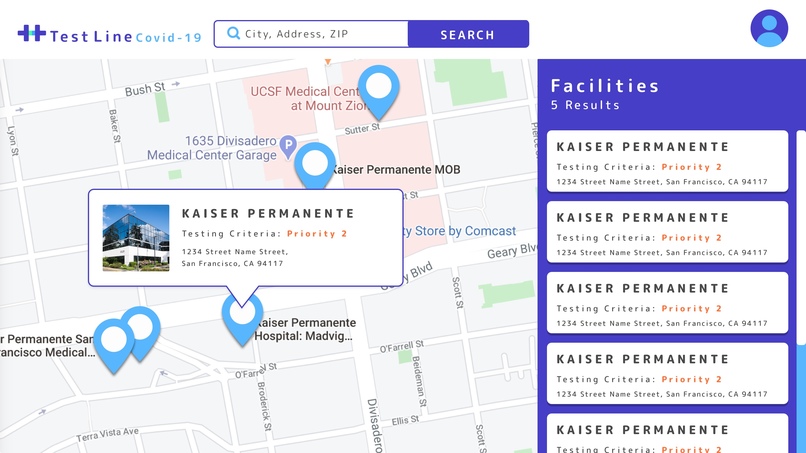 Test Line Covid-19
City, Address, ZIP
SEARCH
Bush St
Lyon St
Baker St
UCSF Medical Cent
at Mount Zion
Sutter St
1635 Divisadero
Medical Center Garage
P
Kaiser Permanente MOB
KAISER PERMANENTE
Testing Criteria: Priority 2
1234 Street Name Street,
San Francisco, CA 94117
ty Store by Comcast
Geary Blvd
Geary Blvd
Scott St
Kaiser Permanente
Hospital: Madvig...
r Permanente San
ancisco Medical...
O'Farrell St
O'Farrell St
Beideman St
Broderick St
Divisadero
Ellis St
Scott St
Terra Vista Ave
Facilities
5 Results
KAISER PERMANENTE
Testing Criteria: Priority 2
1234 Street Name Street, San Francisco, CA 94117
KAISER PERMANENTE
Testing Criteria: Priority 2
1234 Street Name Street, San Francisco, CA 94117
KAISER PERMANENTE
Testing Criteria: Priority 2
1234 Street Name Street, San Francisco, CA 94117
KAISER PERMANENTE
Testing Criteria: Priority 2
1234 Street Name Street, San Francisco, CA 94117
KAISER PERMANENTE
Testing Criteria: Priority 2